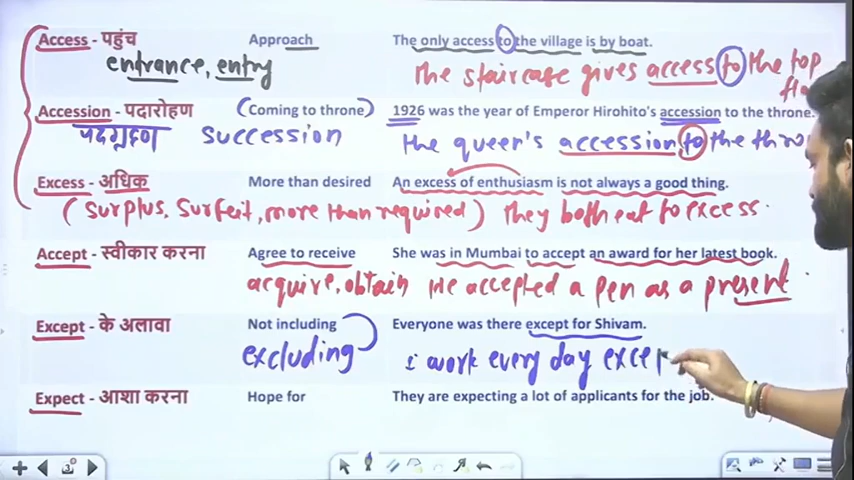 Access - पहुंच Approach The only access to the village is by boat.
entrance, entry The staircase gives access to the top
Accession - पदारोहण (Coming to throne) 1926 was the year of Emperor Hirohito's accession to the throne.
पदग्रहण succession the queen's accession to the thro
Excess - अधिक More than desired An excess of enthusiasm is not always a good thing.
(surplus, surfeit, more than required) They both eat to excess.
Accept - स्वीकार करना Agree to receive She was in Mumbai to accept an award for her latest book.
acquire, obtain He accepted a pen as a present.
Except - के अलावा Not including Everyone was there except for Shivam.
excluding i work every day excep
Expect - आशा करना Hope for They are expecting a lot of applicants for the job.
3